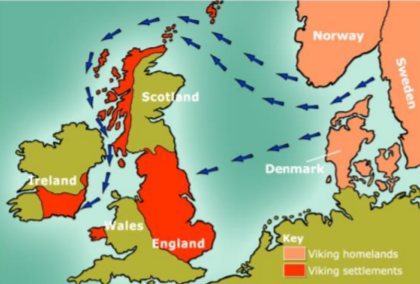 Norway
Sweden
Scotland
Denmark
Ireland
Wales
England
Key
Viking homelands
Viking settlements